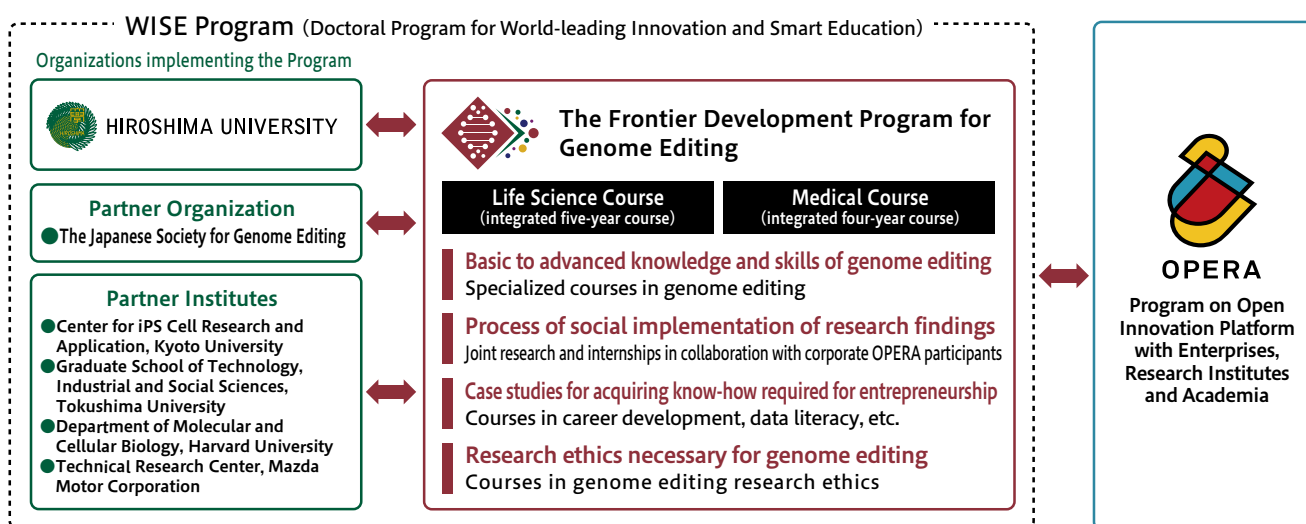 WISE Program (Doctoral Program for World-leading Innovation and Smart Education)
Organizations implementing the Program
HIROSHIMA UNIVERSITY
Partner Organization
●The Japanese Society for Genome Editing
Partner Institutes
●Center for iPS Cell Research and
Application, Kyoto University
●Graduate School of Technology,
Industrial and Social Sciences,
Tokushima University
●Department of Molecular and
Cellular Biology, Harvard University
●Technical Research Center, Mazda
Motor Corporation
The Frontier Development Program for
Genome Editing
Life Science Course
(integrated five-year course)
Medical Course
(integrated four-year course)
Basic to advanced knowledge and skills of genome editing
Specialized courses in genome editing
Process of social implementation of research findings
Joint research and internships in collaboration with corporate OPERA participants
Case studies for acquiring know-how required for entrepreneurship
Courses in career development, data literacy, etc.
Research ethics necessary for genome editing
Courses in genome editing research ethics
OPERA
Program on Open
Innovation Platform
with Enterprises,
Research Institutes
and Academia